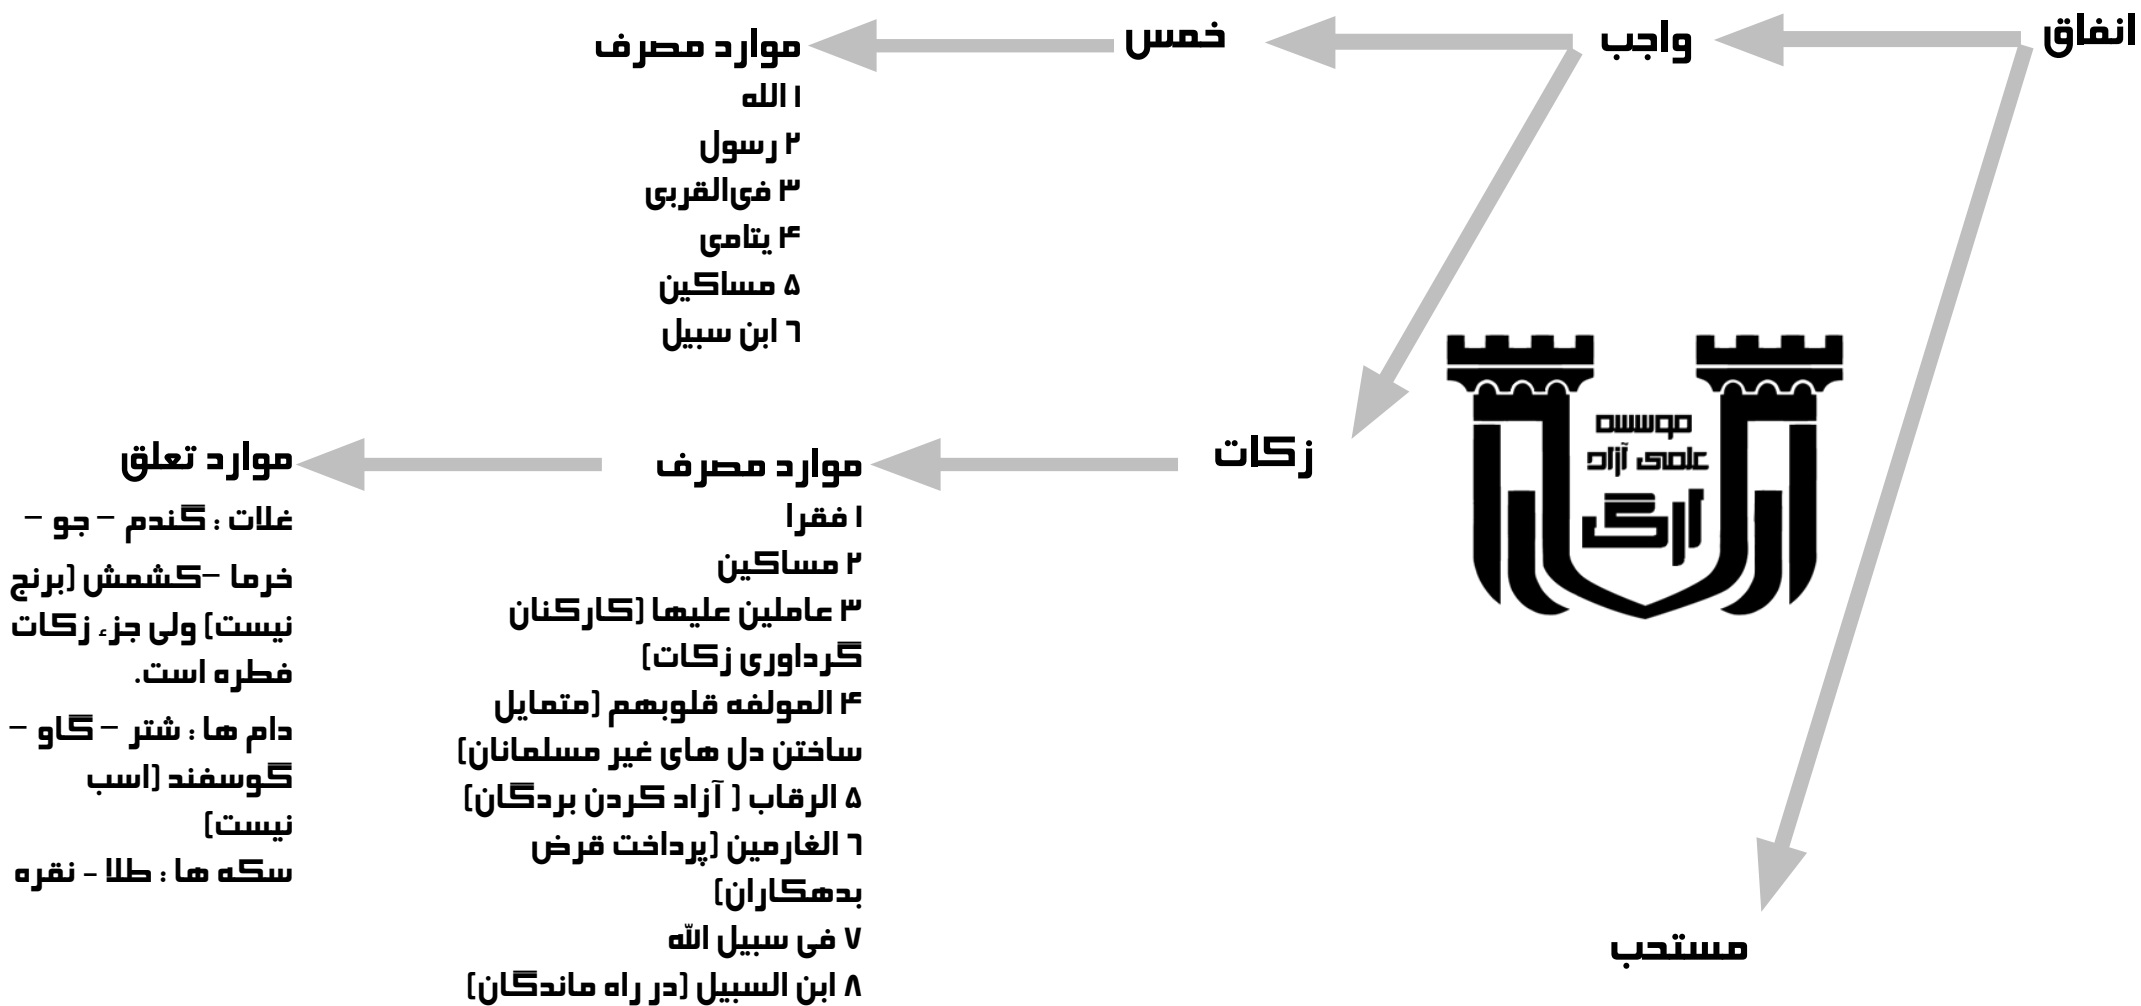 انفاق
واجب
خمس
موارد مصرف
۱ الله
۲ رسول
۳ فی‌القربی
۴ یتامی
۵ مساکین
۶ ابن سبیل
زکات
موارد مصرف
۱ فقرا
۲ مساکین
۳ عاملین علیها (کارکنان
گرداوری زکات)
۴ المولفه قلوبهم (متمایل
ساختن دل های غیر مسلمانان)
۵ الرقاب ( آزاد کردن بردگان)
۶ الغارمین (پرداخت قرض
بدهکاران)
۷ فی سبیل الله
۸ ابن السبیل (در راه ماندگان)
موارد تعلق
غلات : گندم – جو –
خرما –کشمش (برنج
نیست) ولی جزء زکات
فطره است.
دام ها : شتر – گاو –
گوسفند (اسب
نیست)
سکه ها : طلا - نقره
موسسه
علمی آزاد
آرگ
مستحب